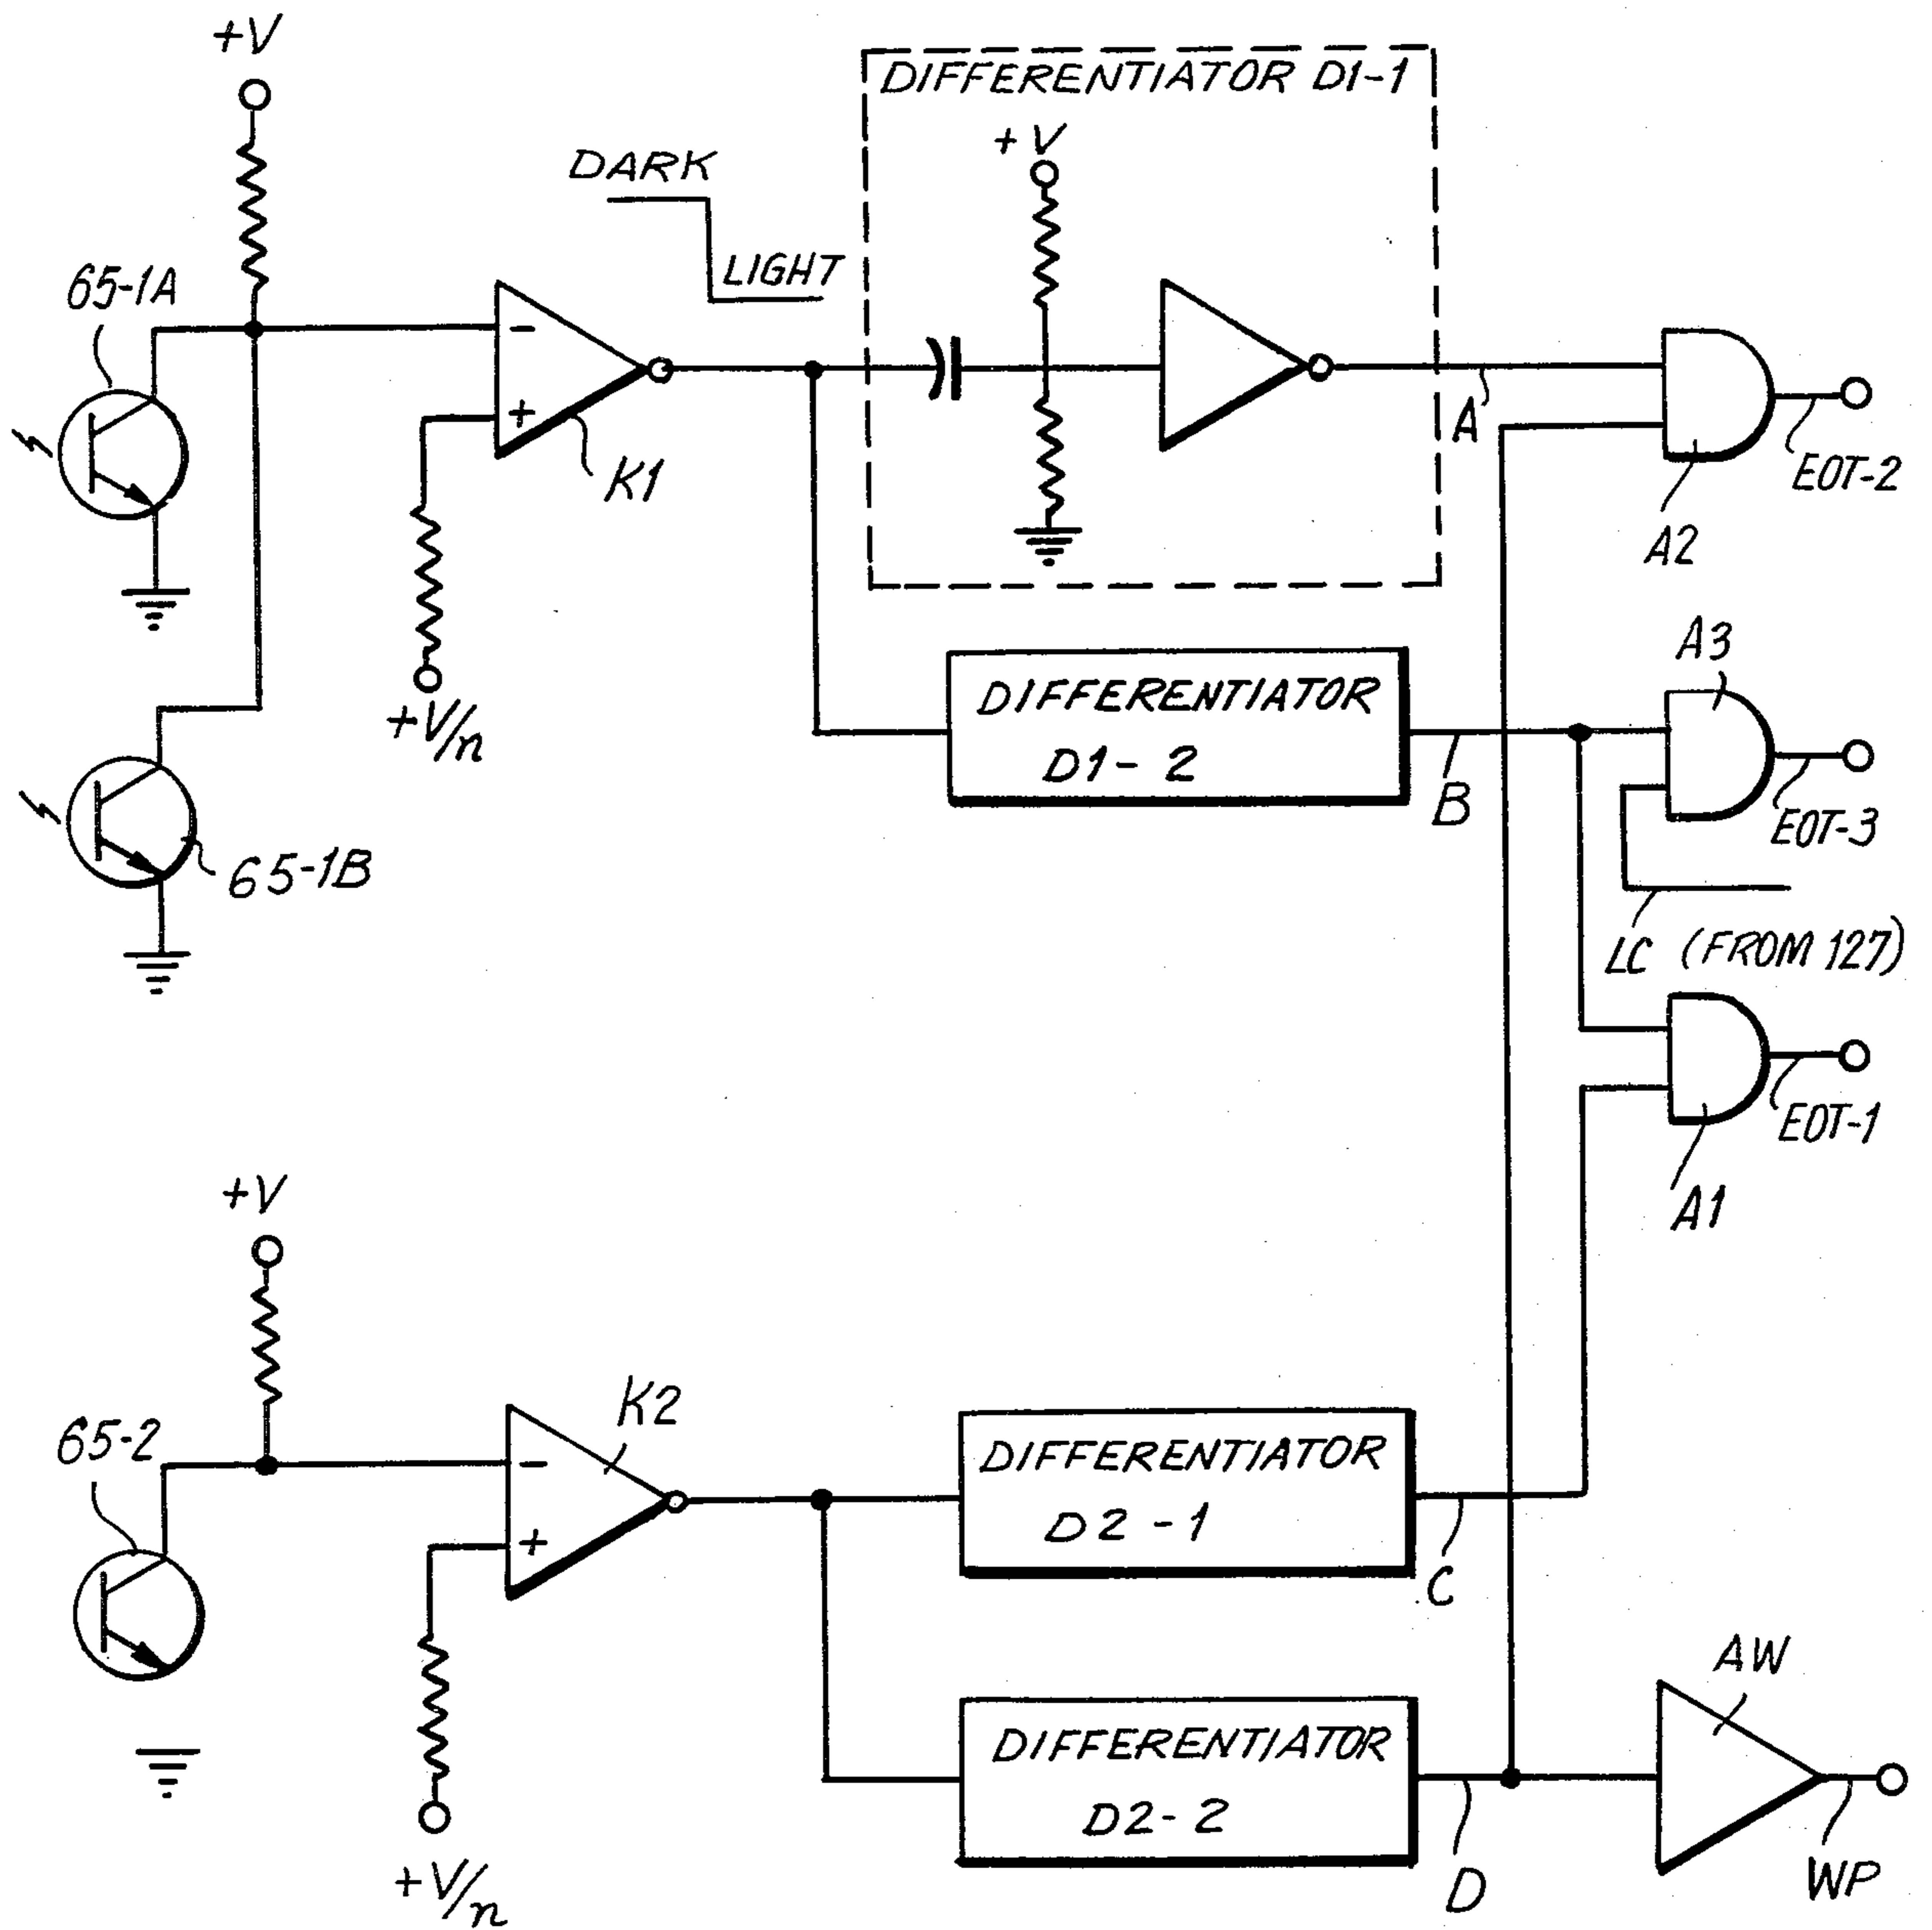 +V
DIFFERENTIATOR D1-1
+V
DARK
LIGHT
65-1A
-
+
K1
A
EOT-2
A2
+V/n
DIFFERENTIATOR
D1-2
B
A3
EOT-3
65-1B
LC (FROM 127)
EOT-1
A1
+V
65-2
K2
-
+
DIFFERENTIATOR
D2-1
C
AW
DIFFERENTIATOR
D2-2
D
WP
+V/n